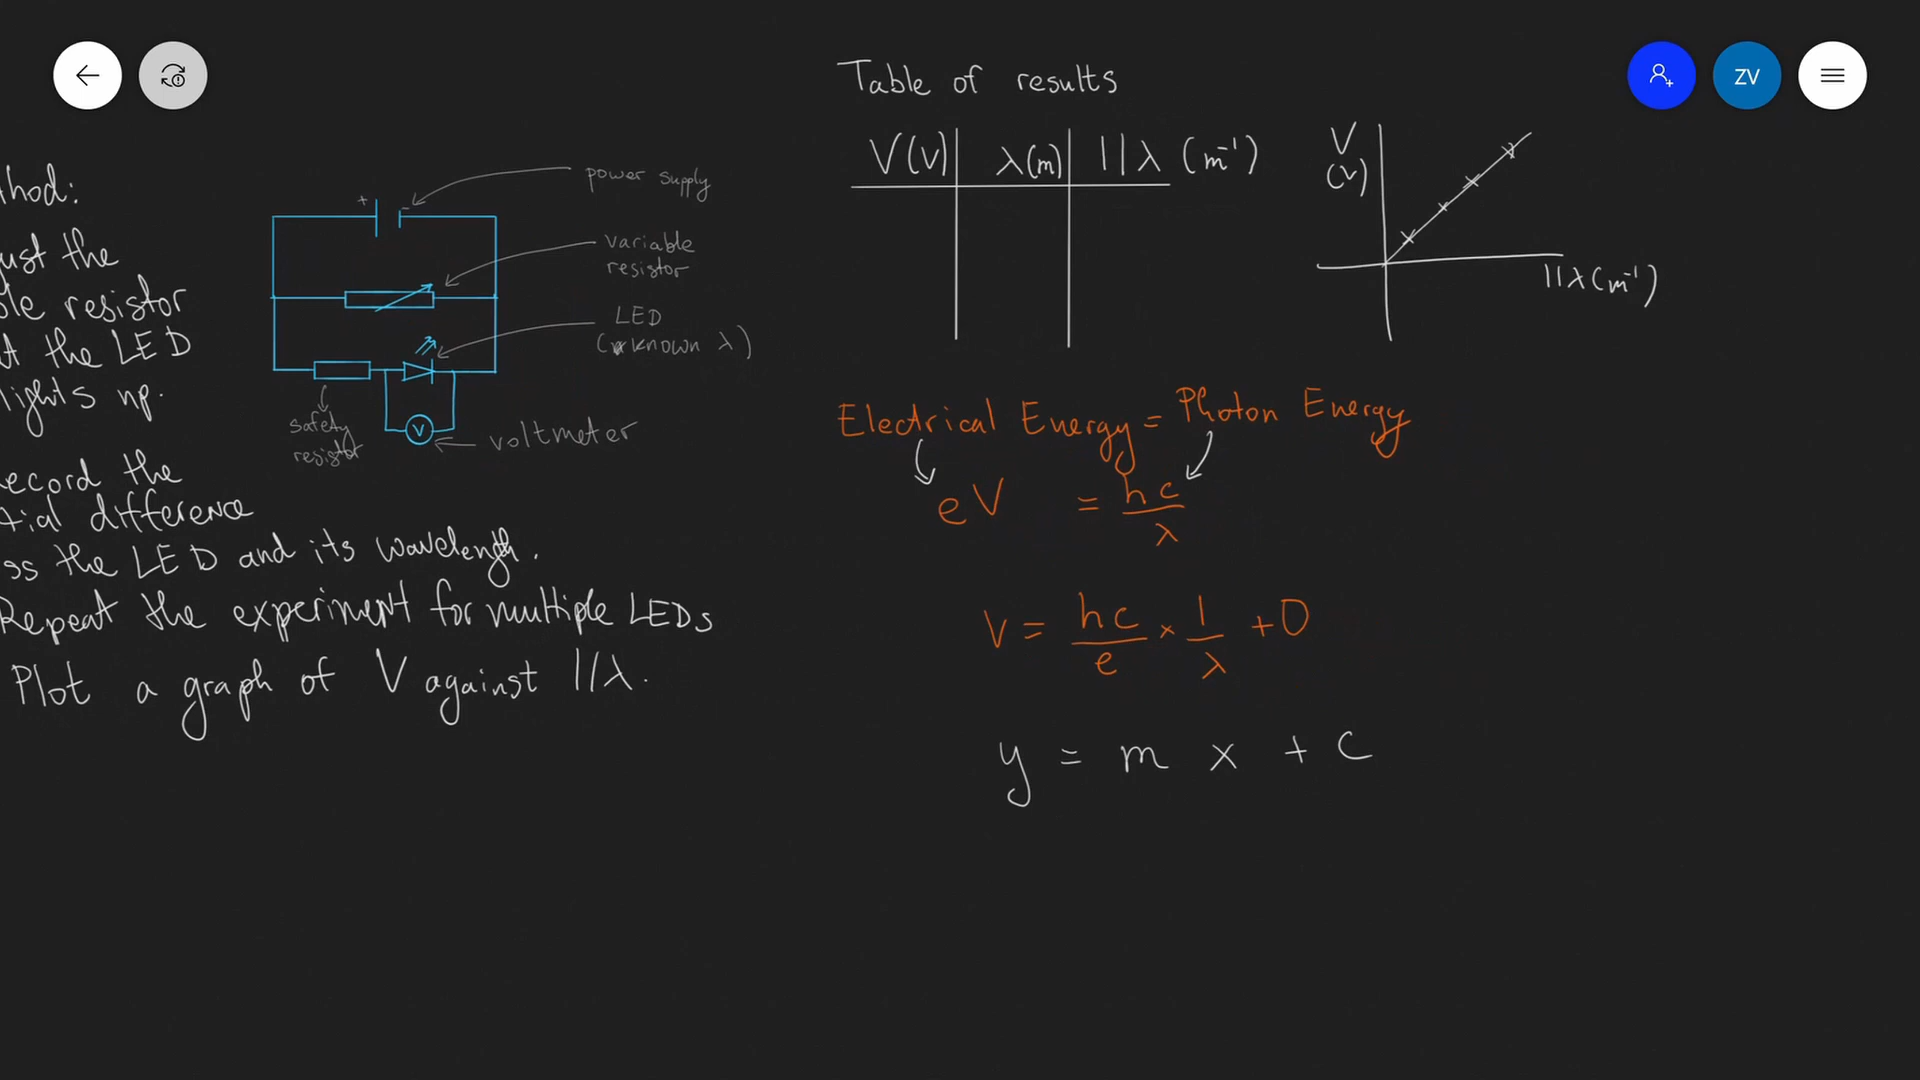 thod:
ust the
ble resistor
t the LED
lights up.
ecord the
tial difference
ss the LED and its wavelength.
Repeat the experiment for multiple LEDs
Plot a graph of V against 1/λ.
+ -
power supply
variable
resistor
LED
(known λ)
safety
resistor
V
voltmeter
Table of results
V(V) λ(m) 1/λ (m⁻¹)
V
(V)
1/λ(m⁻¹)
Electrical Energy = Photon Energy
eV = hc/λ
V = hc/e × 1/λ + 0
y = m x + c
ZV